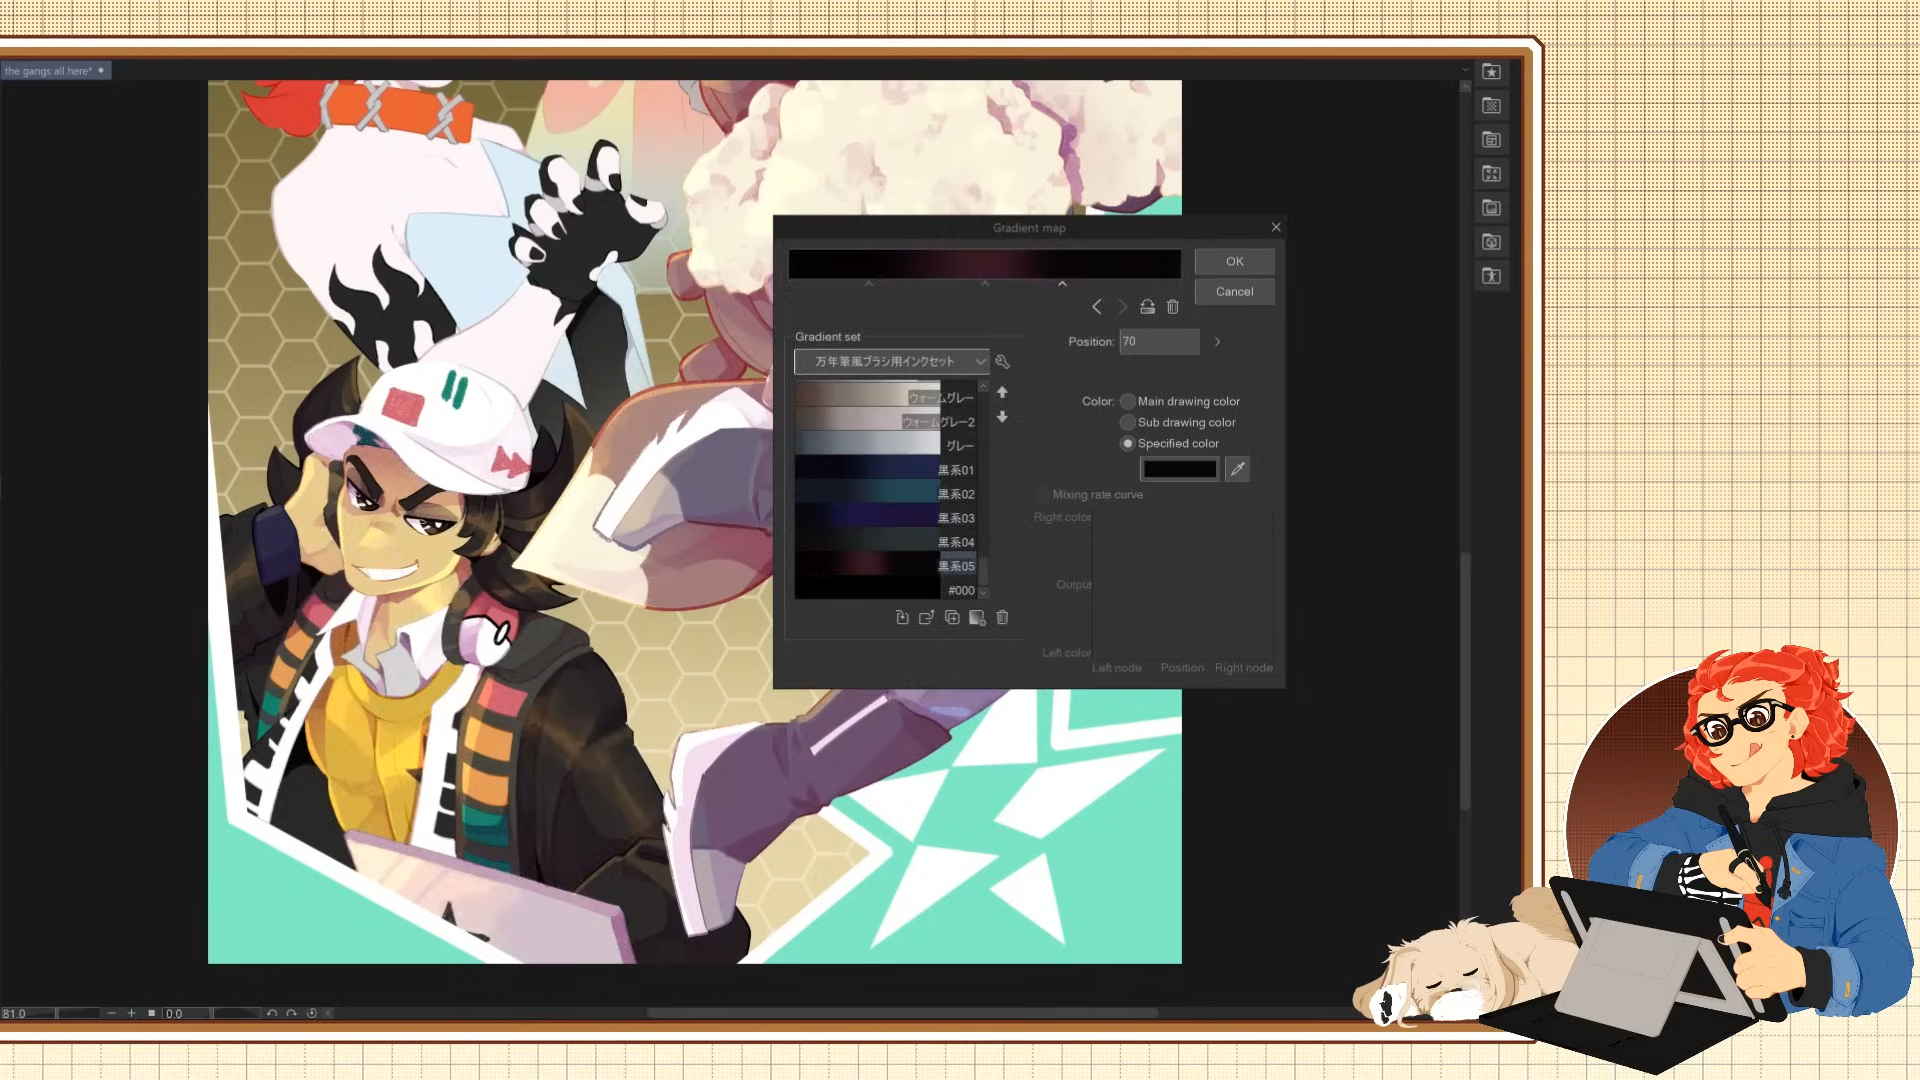 the gangs all here*
Gradient map
OK
Cancel
Position: 70
Gradient set
万年筆風ブラシ用インクセット
ウォームグレー
ウォームグレー2
グレー
黒系01
黒系02
黒系03
黒系04
黒系05
#000
Color: Main drawing color
Sub drawing color
Specified color
Mixing rate curve
Right color
Output
Left color
Left node Position Right node
81.0
0.0